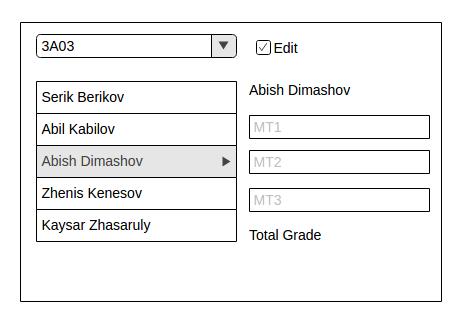 3A03
Edit
Serik Berikov
Abil Kabilov
Abish Dimashov
Zhenis Kenesov
Kaysar Zhasaruly
Abish Dimashov
MT1
MT2
MT3
Total Grade